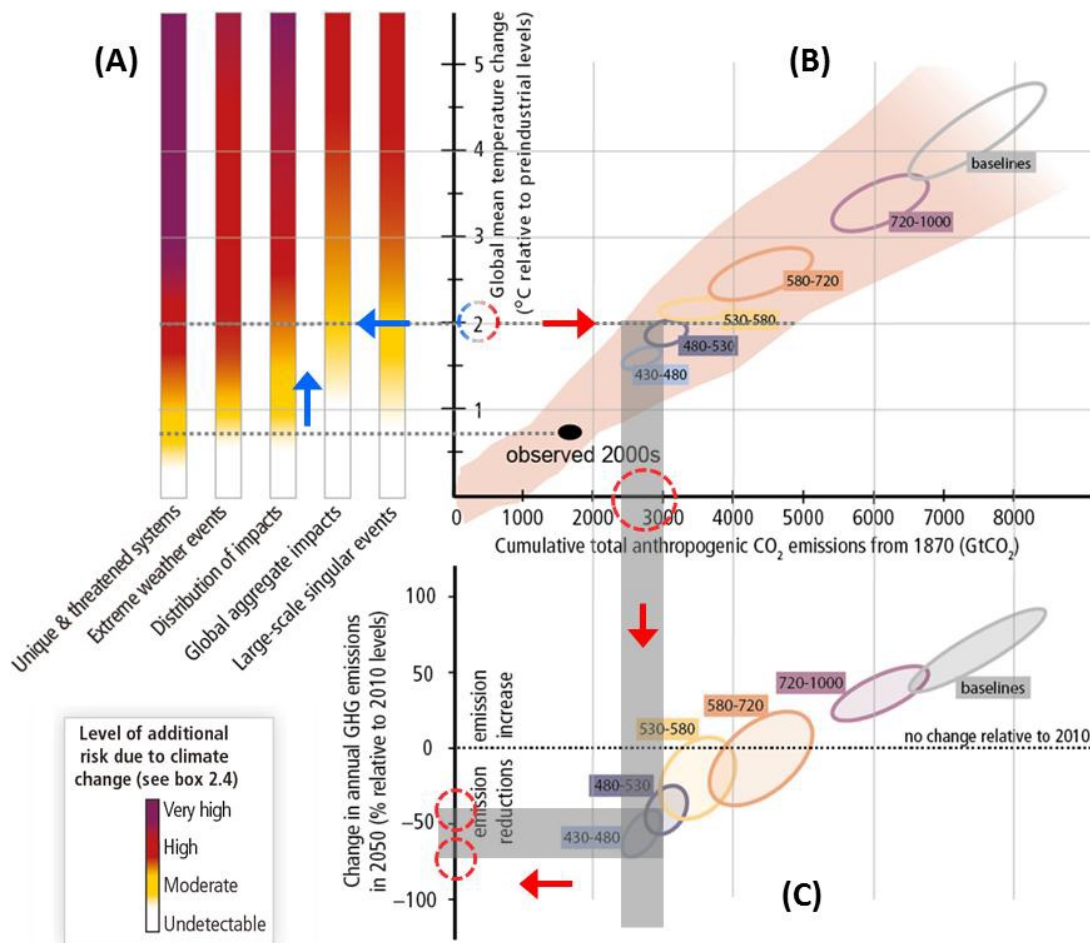 (A)
5
4
3
2
1
Global mean temperature change
(°C relative to preindustrial levels)
(B)
baselines
720-1000
580-720
530-580
480-530
430-480
observed 2000s
0 1000 2000 3000 4000 5000 6000 7000 8000
Cumulative total anthropogenic CO₂ emissions from 1870 (GtCO₂)
Unique & threatened systems
Extreme weather events
Distribution of impacts
Global aggregate impacts
Large-scale singular events
Level of additional
risk due to climate
change (see box 2.4)
Very high
High
Moderate
Undetectable
Change in annual GHG emissions
in 2050 (% relative to 2010 levels)
100
50
0
−50
−100
emission
increase
emission
reductions
720-1000
baselines
580-720
530-580
no change relative to 2010
480-530
430-480
(C)